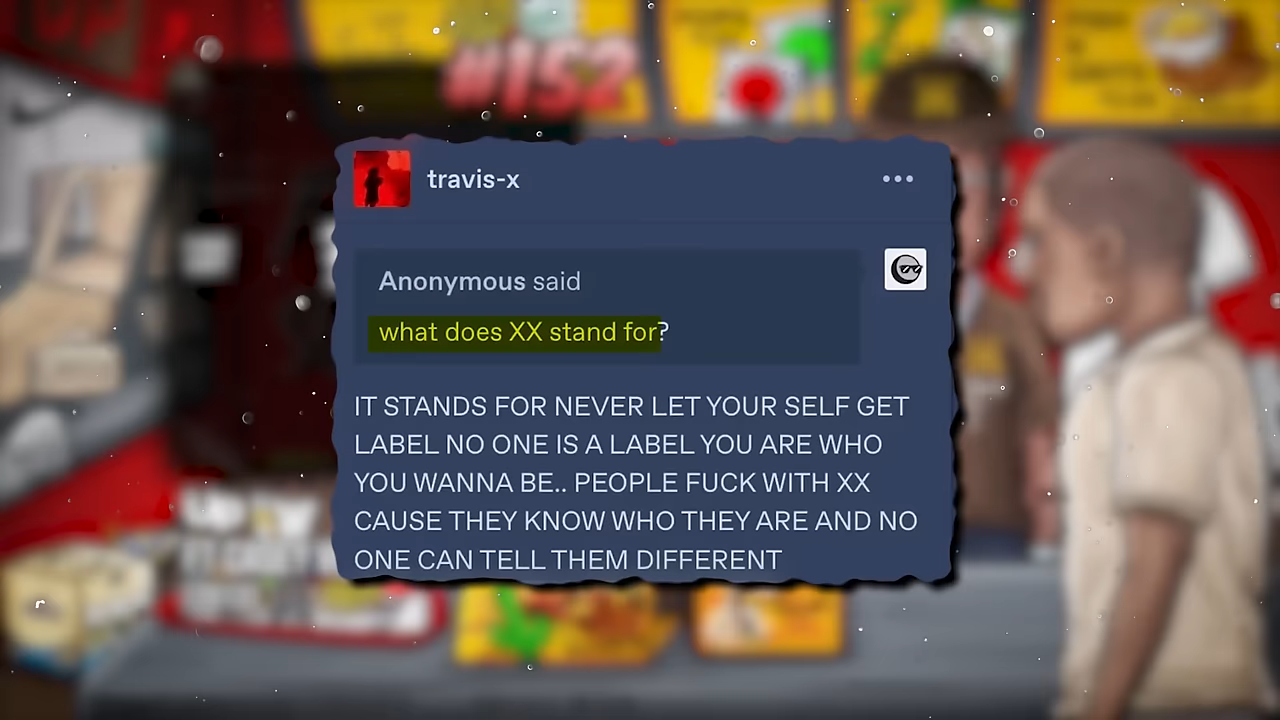 #152
travis-x
Anonymous said
what does XX stand for?
IT STANDS FOR NEVER LET YOUR SELF GET
LABEL NO ONE IS A LABEL YOU ARE WHO
YOU WANNA BE.. PEOPLE FUCK WITH XX
CAUSE THEY KNOW WHO THEY ARE AND NO
ONE CAN TELL THEM DIFFERENT